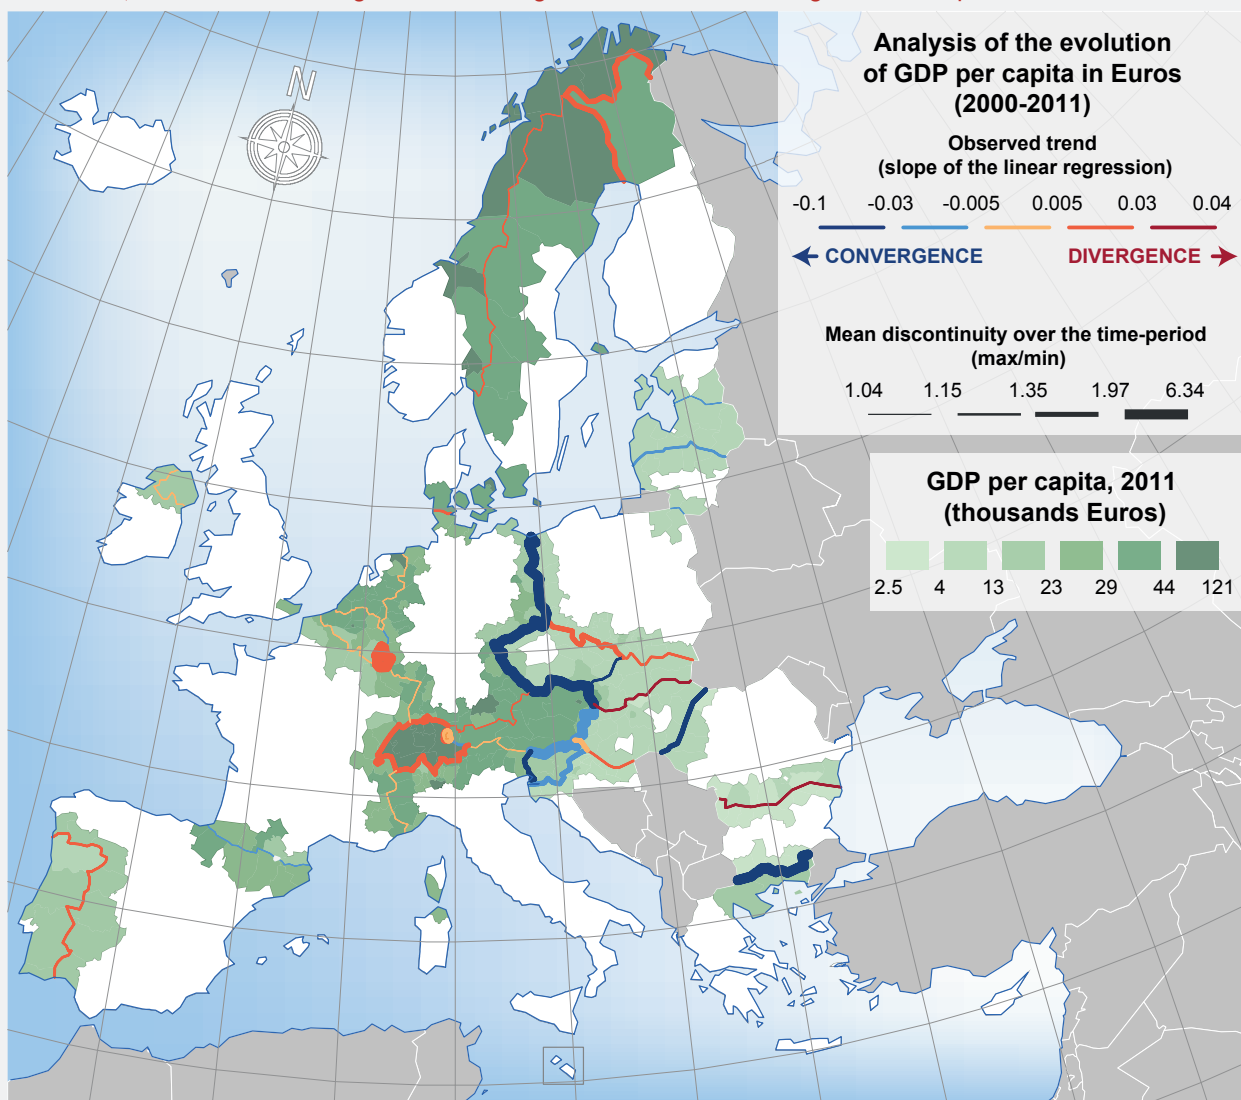 N
Analysis of the evolution
of GDP per capita in Euros
(2000-2011)
Observed trend
(slope of the linear regression)
-0.1 -0.03 -0.005 0.005 0.03 0.04
CONVERGENCE DIVERGENCE
Mean discontinuity over the time-period
(max/min)
1.04 1.15 1.35 1.97 6.34
GDP per capita, 2011
(thousands Euros)
2.5 4 13 23 29 44 121